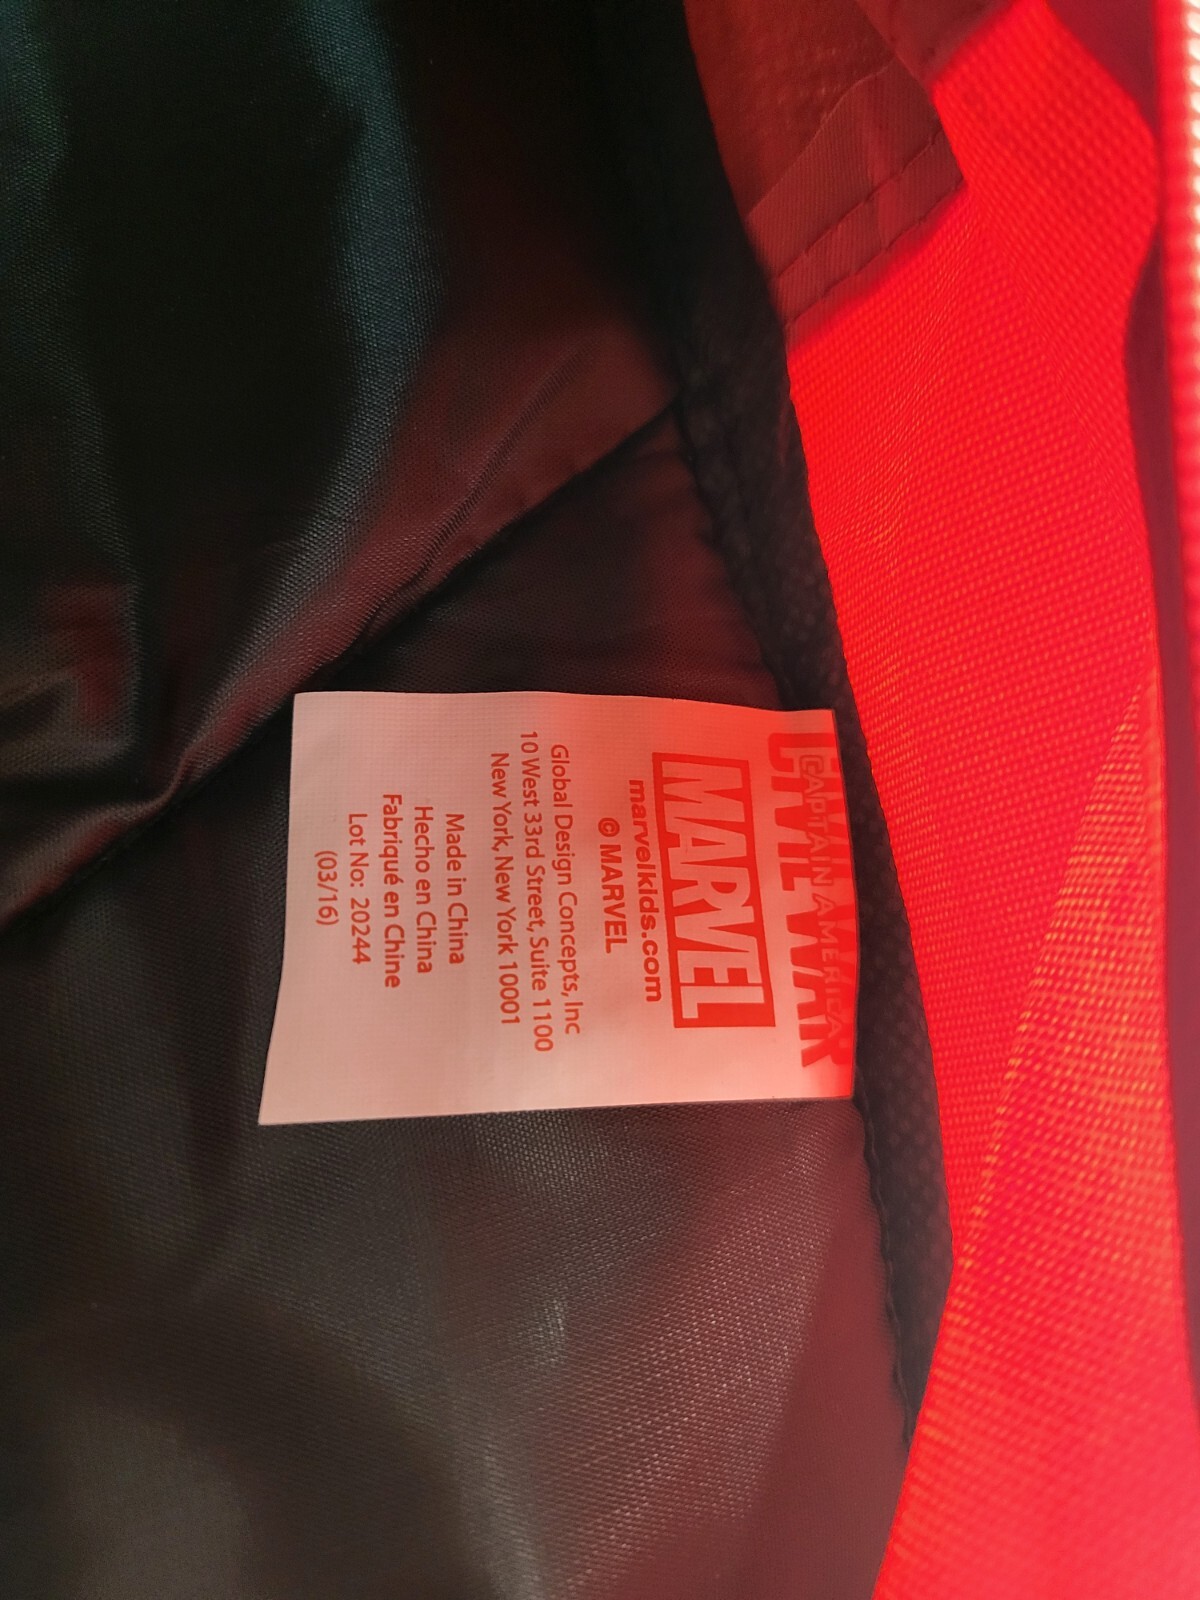 CAPTAIN AMERICA
CIVIL WAR
MARVEL
marvelkids.com
© MARVEL
Global Design Concepts, Inc
10 West 33rd Street, Suite 1100
New York, New York 10001
Made in China
Hecho en China
Fabriqué en Chine
Lot No: 20244
(03/16)